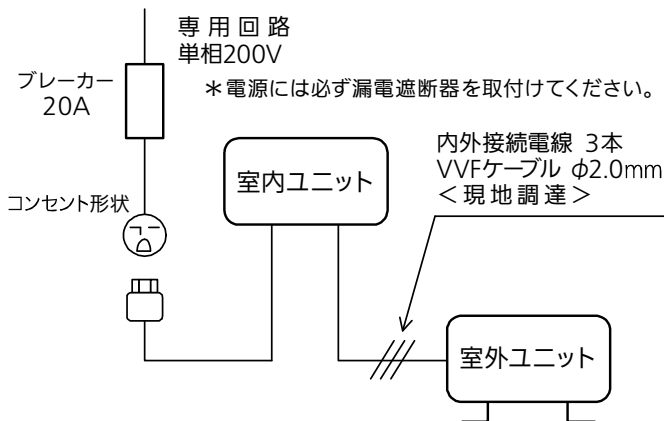 専用回路
単相200V
ブレーカー
20A
＊電源には必ず漏電遮断器を取付けてください。
内外接続電線 3本
VVFケーブル φ2.0mm
＜現地調達＞
室内ユニット
コンセント形状
室外ユニット